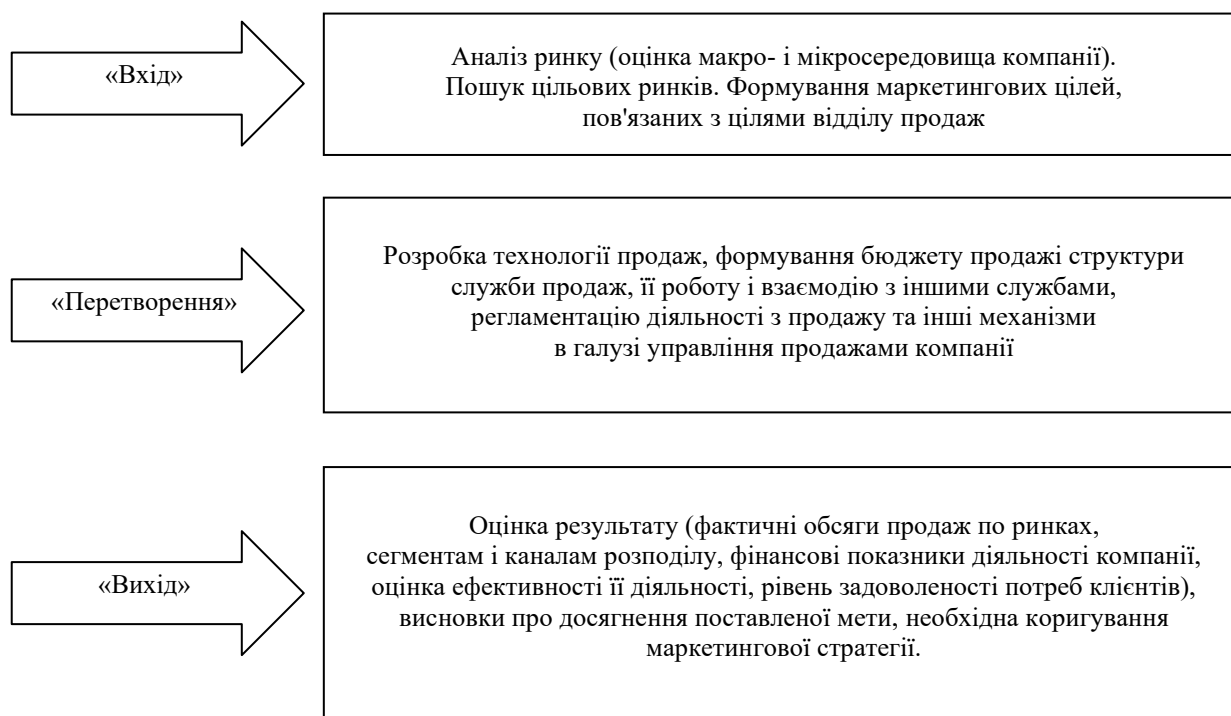 «Вхід»
Аналіз ринку (оцінка макро- і мікросередовища компанії).
Пошук цільових ринків. Формування маркетингових цілей,
пов'язаних з цілями відділу продаж
«Перетворення»
Розробка технології продаж, формування бюджету продажі структури
служби продаж, її роботу і взаємодію з іншими службами,
регламентацію діяльності з продажу та інші механізми
в галузі управління продажами компанії
«Вихід»
Оцінка результату (фактичні обсяги продаж по ринках,
сегментам і каналам розподілу, фінансові показники діяльності компанії,
оцінка ефективності її діяльності, рівень задоволеності потреб клієнтів),
висновки про досягнення поставленої мети, необхідна коригування
маркетингової стратегії.